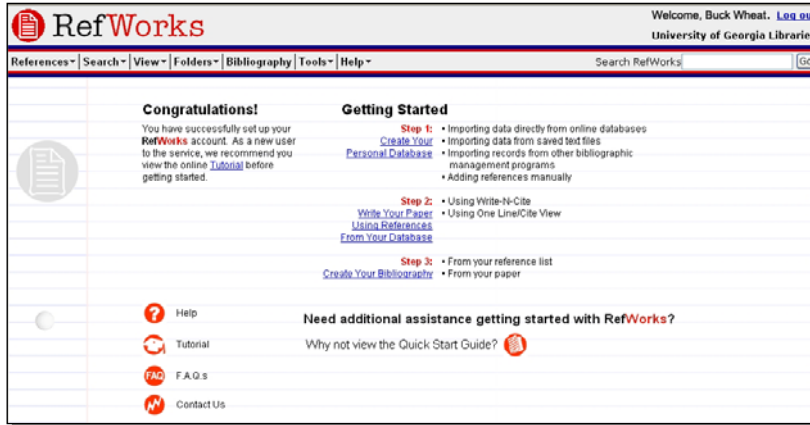 RefWorks
Welcome, Buck Wheat. Log ou
University of Georgia Librarie
References Search View Folders Bibliography Tools Help Search RefWorks Go
Congratulations!
You have successfully set up your
RefWorks account. As a new user
to the service, we recommend you
view the online Tutorial before
getting started.
Getting Started
Step 1:
Create Your
Personal Database
• Importing data directly from online databases
• Importing data from saved text files
• Importing records from other bibliographic
management programs
• Adding references manually
Step 2:
Write Your Paper
Using References
From Your Database
• Using Write-N-Cite
• Using One Line/Cite View
Step 3:
Create Your Bibliography
• From your reference list
• From your paper
? Help
Tutorial
FAQ F.A.Q.s
Contact Us
Need additional assistance getting started with RefWorks?
Why not view the Quick Start Guide?